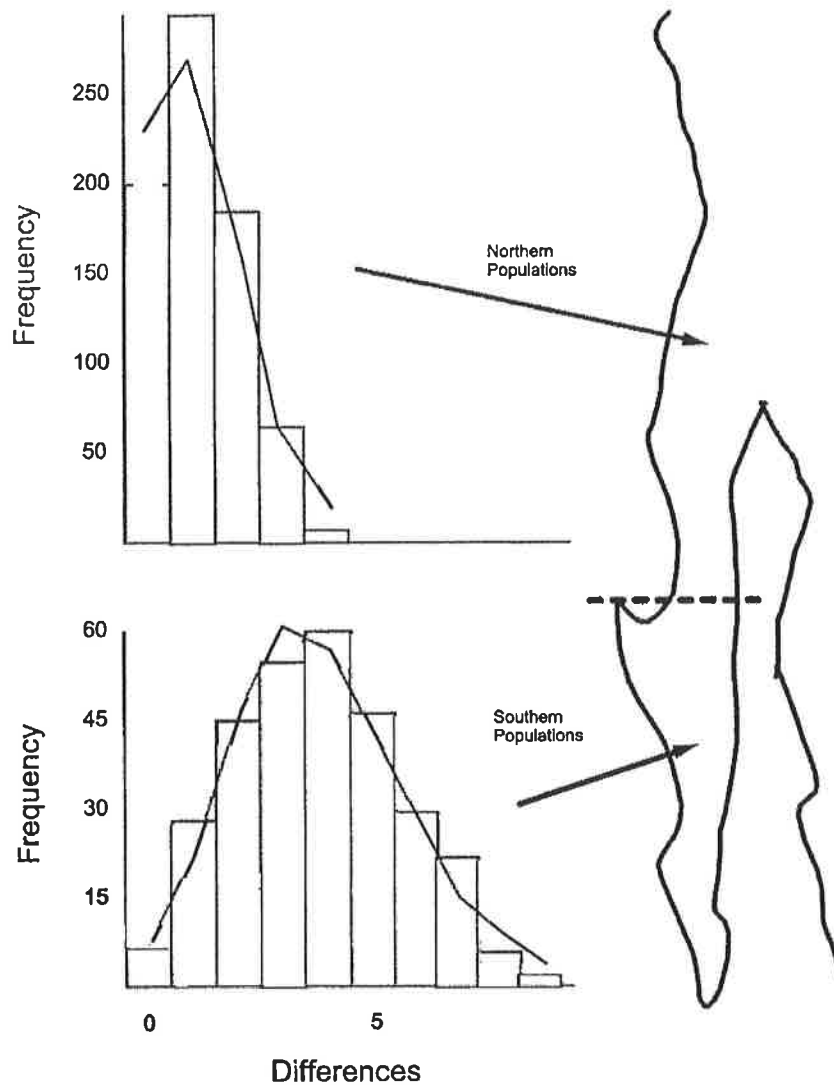 250
200
150
100
50
Frequency
Northern
Populations
60
45
30
15
Frequency
Southern
Populations
0
5
Differences